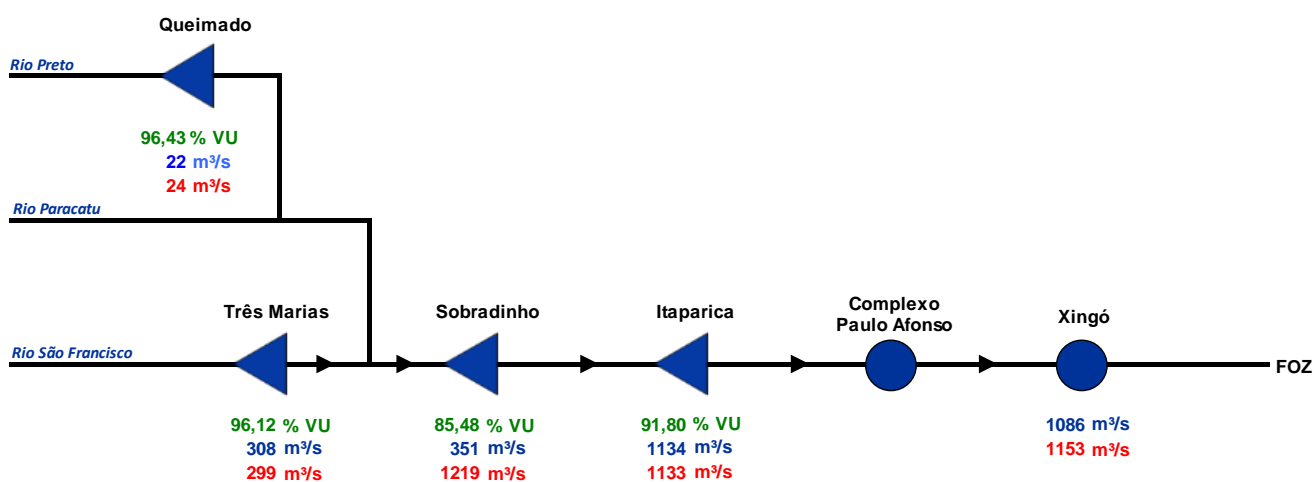 Queimado
Rio Preto
96,43 % VU
22 m³/s
24 m³/s
Rio Paracatu
Três Marias
Sobradinho
Itaparica
Complexo
Paulo Afonso
Xingó
Rio São Francisco
FOZ
96,12 % VU
308 m³/s
299 m³/s
85,48 % VU
351 m³/s
1219 m³/s
91,80 % VU
1134 m³/s
1133 m³/s
1086 m³/s
1153 m³/s